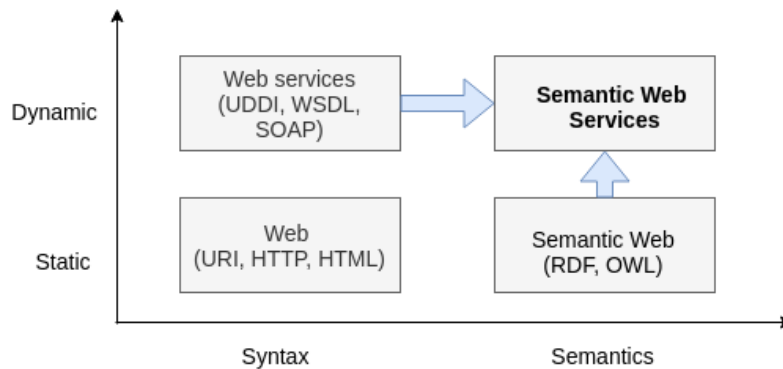 Dynamic
Web services
(UDDI, WSDL,
SOAP)
Semantic Web
Services
Static
Web
(URI, HTTP, HTML)
Semantic Web
(RDF, OWL)
Syntax
Semantics